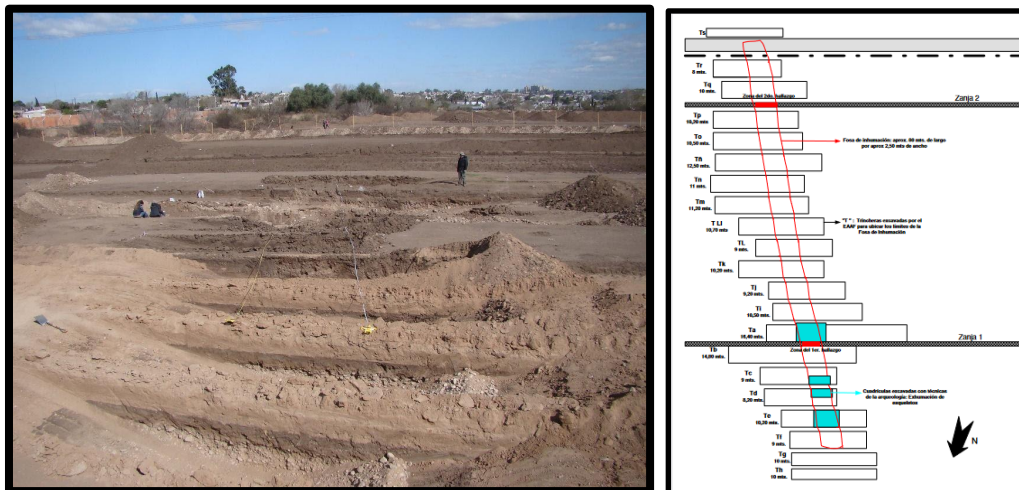 Ts
Tr
8 mts.
Tq
10 mts.
Zona del 2do. hallazgo
Zanja 2
Tp
10,20 mts
To
10,50 mts.
Fosa de inhumación: aprox. 90 mts. de largo
por aprox 2,50 mts de ancho
Tñ
12,50 mts.
Tn
11 mts.
Tm
11,20 mts.
T Ll
10,70 mts
"T" : Trincheras excavadas por el
EAAF para ubicar los límites de la
Fosa de Inhumación
TL
9 mts.
Tk
10,20 mts.
Tj
9,20 mts.
Ti
10,50 mts.
Ta
16,40 mts.
Zanja 1
Zona del 1er. hallazgo
Tb
14,80 mts.
Tc
9 mts.
Td
8,20 mts.
Cuadrículas excavadas con técnicas
de la arqueología: Exhumación de
esqueletos
Te
10,20 mts.
Tf
9 mts.
N
Tg
10 mts.
Th
10 mts.